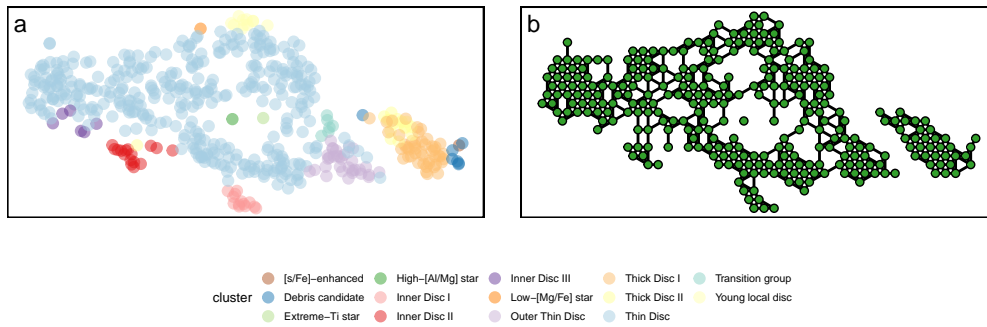 a
b
[s/Fe]−enhanced High−[Al/Mg] star Inner Disc III Thick Disc I Transition group
cluster Debris candidate Inner Disc I Low−[Mg/Fe] star Thick Disc II Young local disc
Extreme−Ti star Inner Disc II Outer Thin Disc Thin Disc